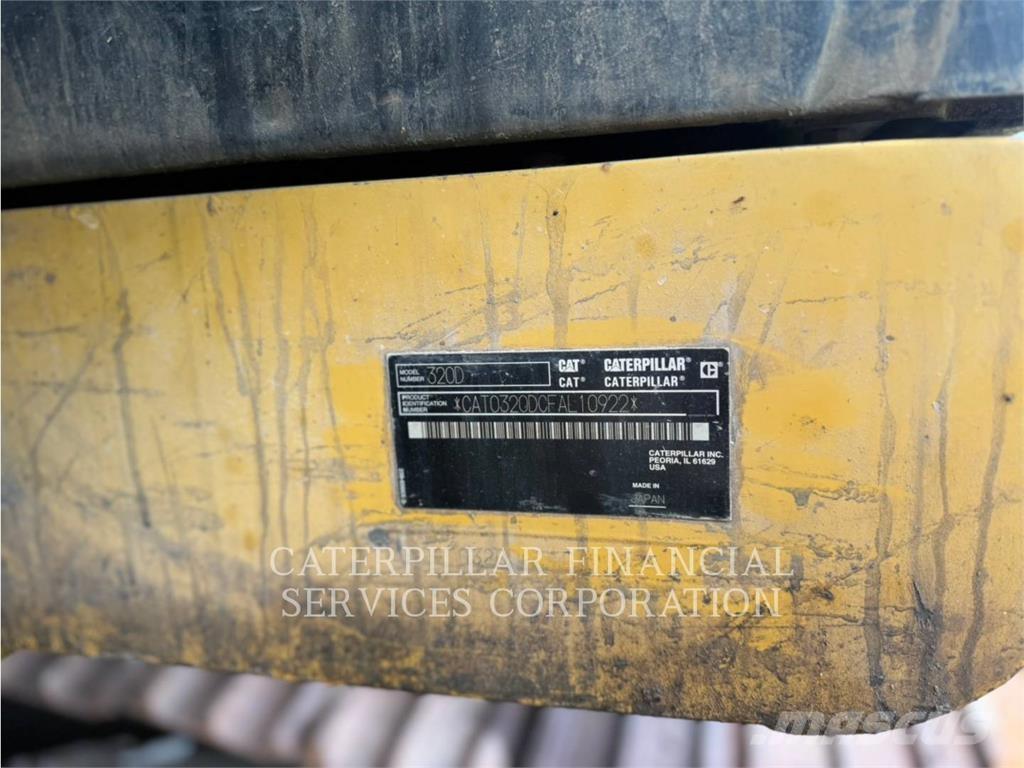 MODEL NUMBER 320D
CAT® CATERPILLAR®
CAT® CATERPILLAR®
PRODUCT IDENTIFICATION NUMBER *CAT0320DCFAL10922*
CATERPILLAR INC.
PEORIA, IL 61629
USA
MADE IN
JAPAN
CATERPILLAR FINANCIAL
SERVICES CORPORATION
Mascus